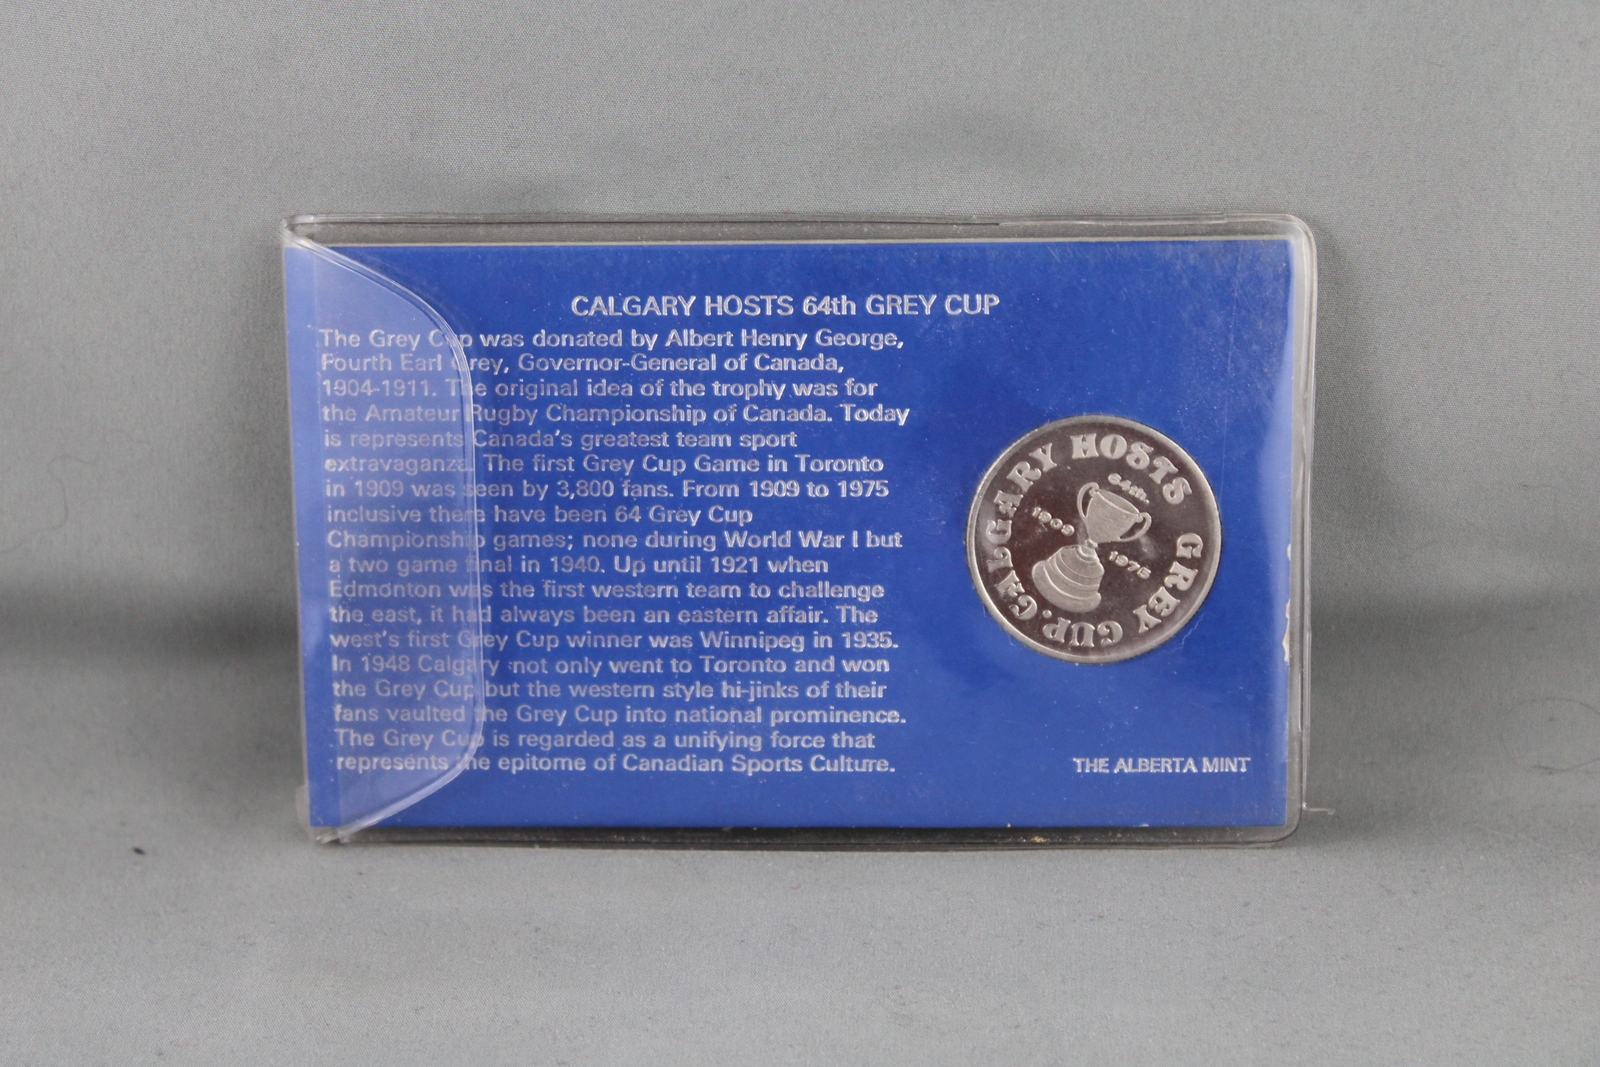 CALGARY HOSTS 64th GREY CUP
The Grey Cup was donated by Albert Henry George,
Fourth Earl Grey, Governor-General of Canada,
1904-1911. The original idea of the trophy was for
the Amateur Rugby Championship of Canada. Today
is represents Canada's greatest team sport
extravaganza. The first Grey Cup Game in Toronto
in 1909 was seen by 3,800 fans. From 1909 to 1975
inclusive there have been 64 Grey Cup
Championship games; none during World War I but
a two game final in 1940. Up until 1921 when
Edmonton was the first western team to challenge
the east, it had always been an eastern affair. The
west's first Grey Cup winner was Winnipeg in 1935.
In 1948 Calgary not only went to Toronto and won
the Grey Cup but the western style hi-jinks of their
fans vaulted the Grey Cup into national prominence.
The Grey Cup is regarded as a unifying force that
represents the epitome of Canadian Sports Culture.
CALGARY HOSTS GREY CUP.
64th.
1909
1975
THE ALBERTA MINT